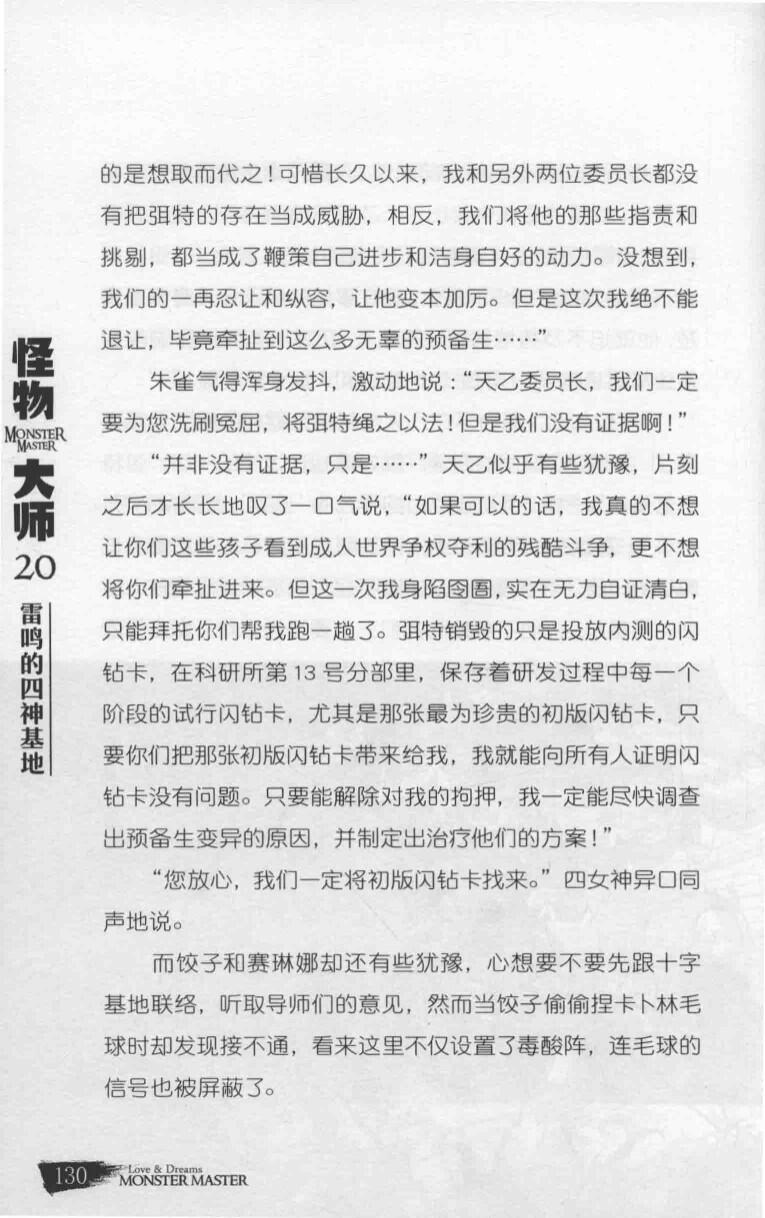 的是想取而代之！可惜长久以来，我和另外两位委员长都没
有把弭特的存在当成威胁，相反，我们将他的那些指责和
挑剔，都当成了鞭策自己进步和洁身自好的动力。没想到，
我们的一再忍让和纵容，让他变本加厉。但是这次我绝不能
退让，毕竟牵扯到这么多无辜的预备生……”
朱雀气得浑身发抖，激动地说：“天乙委员长，我们一定
要为您洗刷冤屈，将弭特绳之以法！但是我们没有证据啊！”
“并非没有证据，只是……”天乙似乎有些犹豫，片刻
之后才长长地叹了一口气说，“如果可以的话，我真的不想
让你们这些孩子看到成人世界争权夺利的残酷斗争，更不想
将你们牵扯进来。但这一次我身陷囹圄，实在无力自证清白，
只能拜托你们帮我跑一趟了。弭特销毁的只是投放内测的闪
钻卡，在科研所第13号分部里，保存着研发过程中每一个
阶段的试行闪钻卡，尤其是那张最为珍贵的初版闪钻卡，只
要你们把那张初版闪钻卡带来给我，我就能向所有人证明闪
钻卡没有问题。只要能解除对我的拘押，我一定能尽快调查
出预备生变异的原因，并制定出治疗他们的方案！”
“您放心，我们一定将初版闪钻卡找来。”四女神异口同
声地说。
而饺子和赛琳娜却还有些犹豫，心想要不要先跟十字
基地联络，听取导师们的意见，然而当饺子偷偷捏卡卜林毛
球时却发现接不通，看来这里不仅设置了毒酸阵，连毛球的
信号也被屏蔽了。
怪物
MONSTER
MASTER
大师
20
雷鸣的四神基地
130
Love & Dreams
MONSTER MASTER